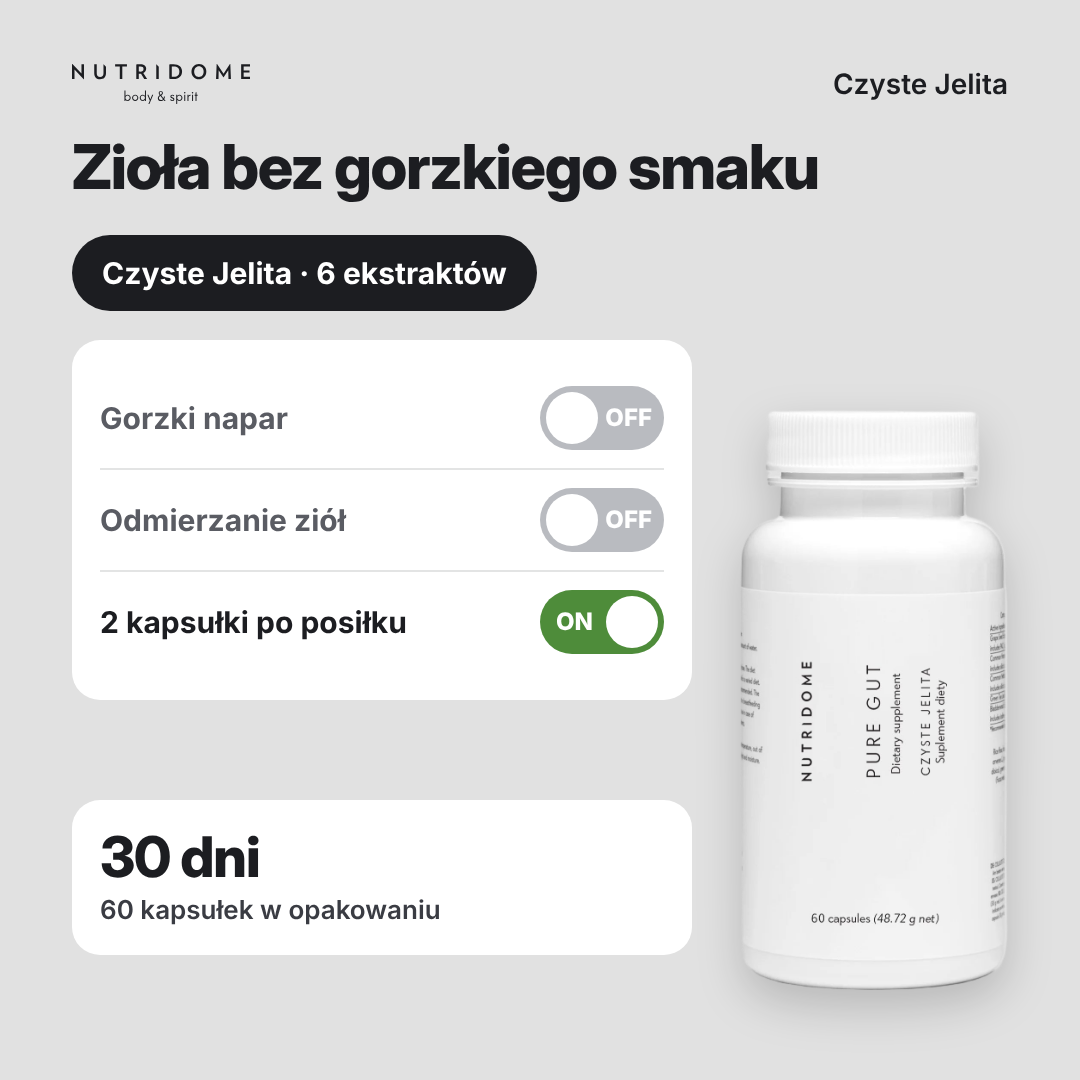 NUTRIDOME
body & spirit
Czyste Jelita
Zioła bez gorzkiego smaku
Czyste Jelita · 6 ekstraktów
Gorzki napar
OFF
Odmierzanie ziół
OFF
2 kapsułki po posiłku
ON
30 dni
60 kapsułek w opakowaniu
NUTRIDOME
PURE GUT
Dietary supplement
CZYSTE JELITA
Suplement diety
60 capsules (48.72 g net)